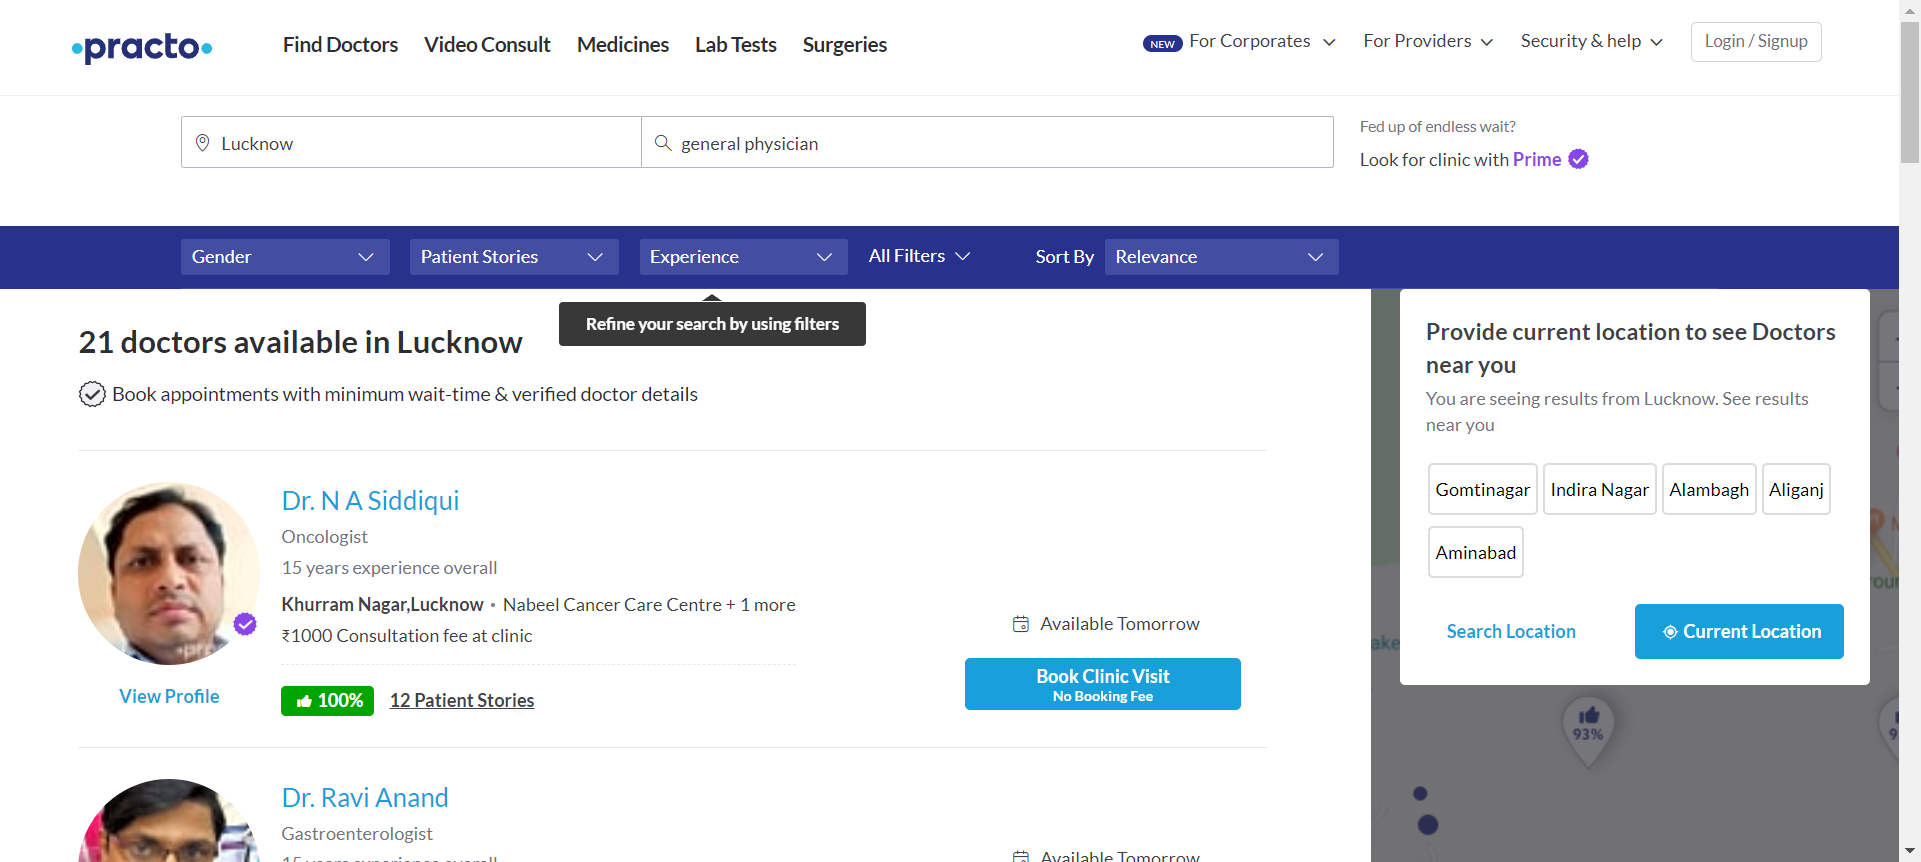 practo
Find Doctors
Video Consult
Medicines
Lab Tests
Surgeries
NEW For Corporates
For Providers
Security & help
Login / Signup
Lucknow
general physician
Fed up of endless wait?
Look for clinic with Prime
Gender
Patient Stories
Experience
All Filters
Sort By
Relevance
Refine your search by using filters
21 doctors available in Lucknow
Book appointments with minimum wait-time & verified doctor details
Dr. N A Siddiqui
Oncologist
15 years experience overall
Khurram Nagar,Lucknow • Nabeel Cancer Care Centre + 1 more
₹1000 Consultation fee at clinic
100%
12 Patient Stories
View Profile
Available Tomorrow
Book Clinic Visit
No Booking Fee
Dr. Ravi Anand
Gastroenterologist
15 years experience overall
Available Tomorrow
Provide current location to see Doctors
near you
You are seeing results from Lucknow. See results
near you
Gomtinagar
Indira Nagar
Alambagh
Aliganj
Aminabad
Search Location
Current Location
93%